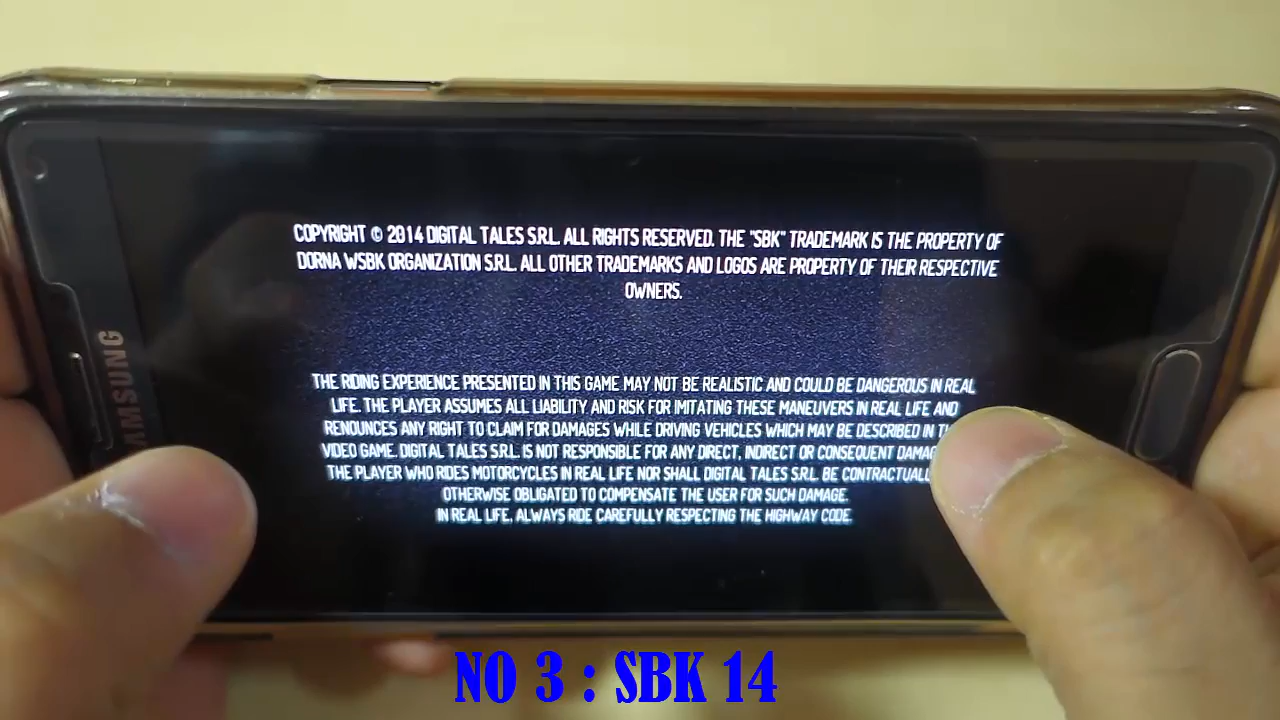 COPYRIGHT © 2014 DIGITAL TALES S.R.L. ALL RIGHTS RESERVED. THE "SBK" TRADEMARK IS THE PROPERTY OF
DORNA WSBK ORGANIZATION S.R.L. ALL OTHER TRADEMARKS AND LOGOS ARE PROPERTY OF THEIR RESPECTIVE
OWNERS.
THE RIDING EXPERIENCE PRESENTED IN THIS GAME MAY NOT BE REALISTIC AND COULD BE DANGEROUS IN REAL
LIFE. THE PLAYER ASSUMES ALL LIABILITY AND RISK FOR IMITATING THESE MANEUVERS IN REAL LIFE AND
RENOUNCES ANY RIGHT TO CLAIM FOR DAMAGES WHILE DRIVING VEHICLES WHICH MAY BE DESCRIBED IN
VIDEO GAME. DIGITAL TALES S.R.L. IS NOT RESPONSIBLE FOR ANY DIRECT, INDIRECT OR CONSEQUENT
THE PLAYER WHO RIDES MOTORCYCLES IN REAL LIFE NOR SHALL DIGITAL TALES S.R.L. BE
OTHERWISE OBLIGATED TO COMPENSATE THE USER FOR SUCH DAMAGE.
IN REAL LIFE, ALWAYS RIDE CAREFULLY RESPECTING THE HIGHWAY CODE.
SAMSUNG
NO 3 : SBK 14